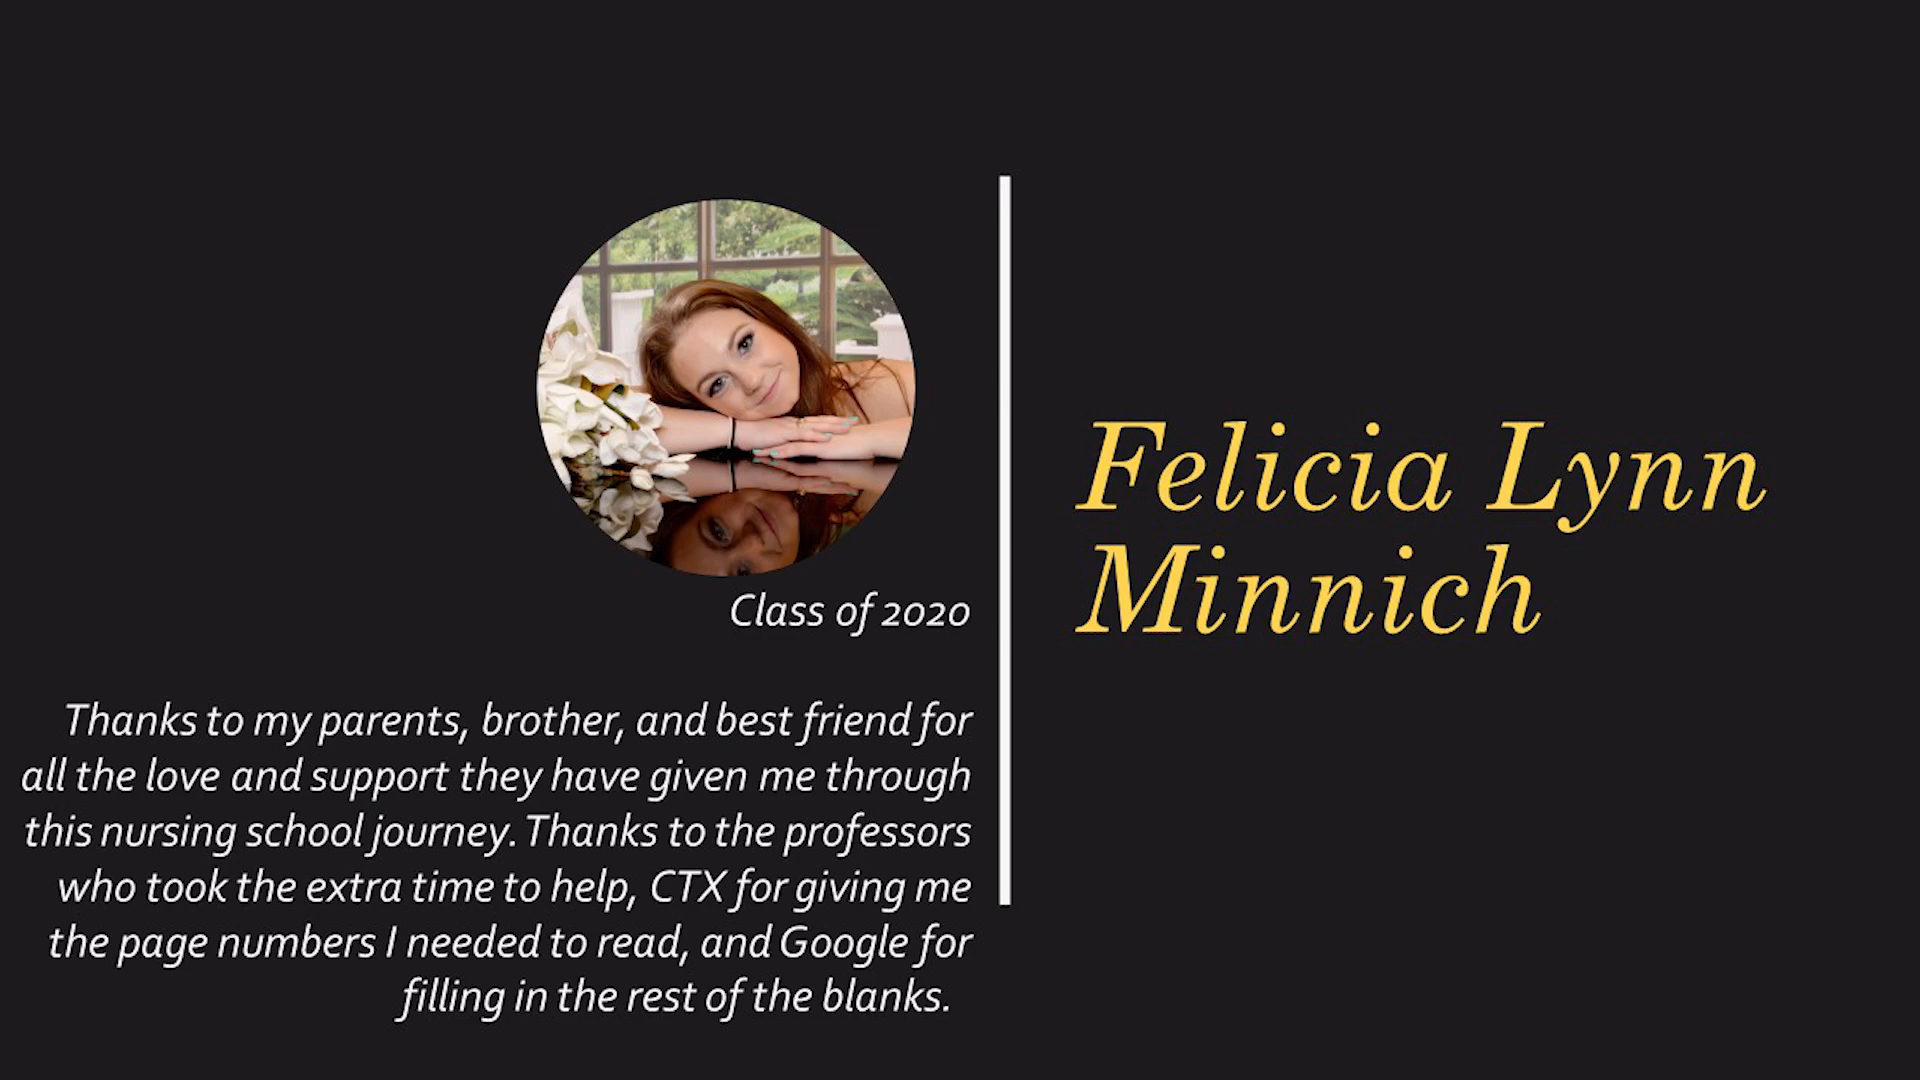 Class of 2020
Thanks to my parents, brother, and best friend for
all the love and support they have given me through
this nursing school journey. Thanks to the professors
who took the extra time to help, CTX for giving me
the page numbers I needed to read, and Google for
filling in the rest of the blanks.
Felicia Lynn
Minnich